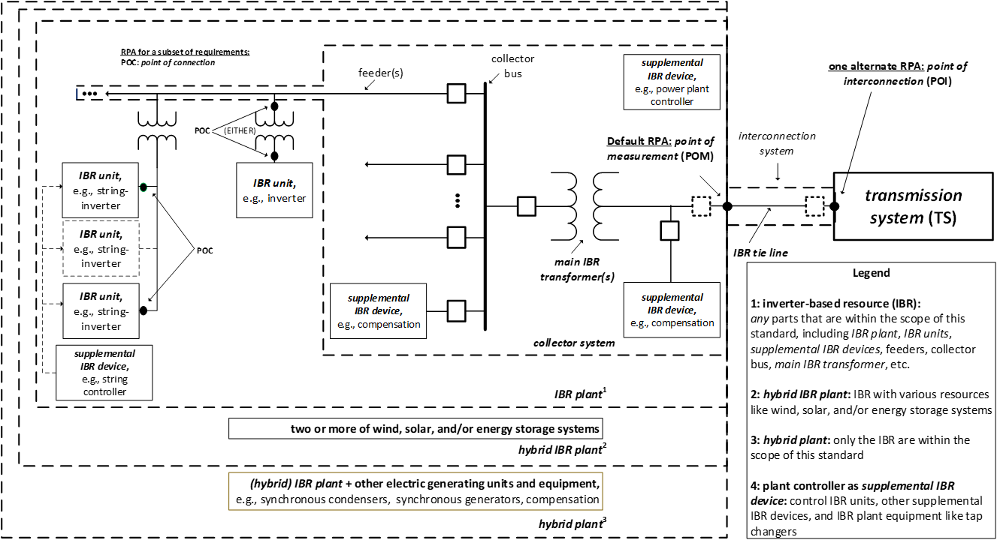 RPA for a subset of requirements:
POC: point of connection
feeder(s)
collector
bus
supplemental
IBR device,
e.g., power plant
controller
one alternate RPA: point of
interconnection (POI)
POC
(EITHER)
Default RPA: point of
measurement (POM)
interconnection
system
IBR unit,
e.g., string-
inverter
IBR unit,
e.g., inverter
transmission
system (TS)
IBR unit,
e.g., string-
inverter
POC
main IBR
transformer(s)
IBR tie line
IBR unit,
e.g., string-
inverter
supplemental
IBR device,
e.g., compensation
supplemental
IBR device,
e.g., compensation
collector system
supplemental
IBR device,
e.g., string
controller
IBR plant1
two or more of wind, solar, and/or energy storage systems
hybrid IBR plant2
(hybrid) IBR plant + other electric generating units and equipment,
e.g., synchronous condensers, synchronous generators, compensation
hybrid plant3
Legend
1: inverter-based resource (IBR):
any parts that are within the scope of this
standard, including IBR plant, IBR units,
supplemental IBR devices, feeders, collector
bus, main IBR transformer, etc.
2: hybrid IBR plant: IBR with various resources
like wind, solar, and/or energy storage systems
3: hybrid plant: only the IBR are within the
scope of this standard
4: plant controller as supplemental IBR
device: control IBR units, other supplemental
IBR devices, and IBR plant equipment like tap
changers